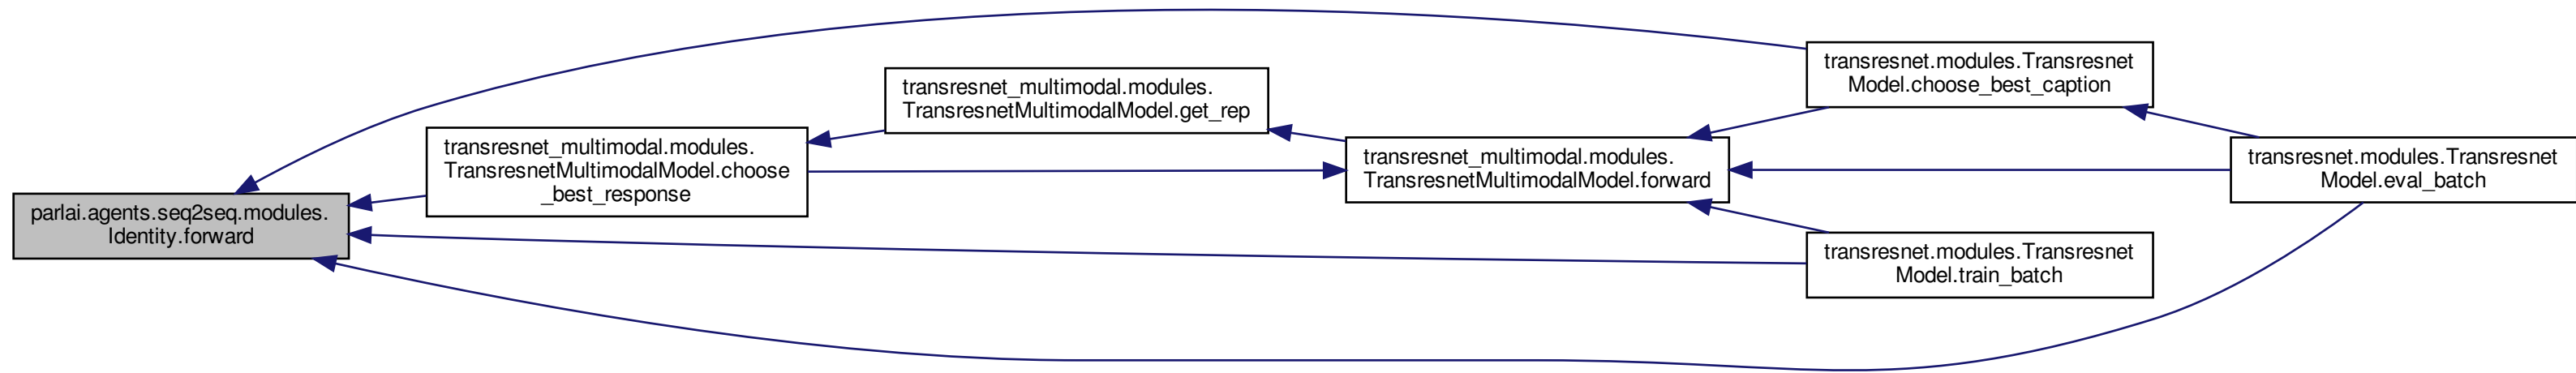 parlai.agents.seq2seq.modules.
Identity.forward
transresnet_multimodal.modules.
TransresnetMultimodalModel.choose
_best_response
transresnet_multimodal.modules.
TransresnetMultimodalModel.get_rep
transresnet_multimodal.modules.
TransresnetMultimodalModel.forward
transresnet.modules.Transresnet
Model.choose_best_caption
transresnet.modules.Transresnet
Model.train_batch
transresnet.modules.Transresnet
Model.eval_batch